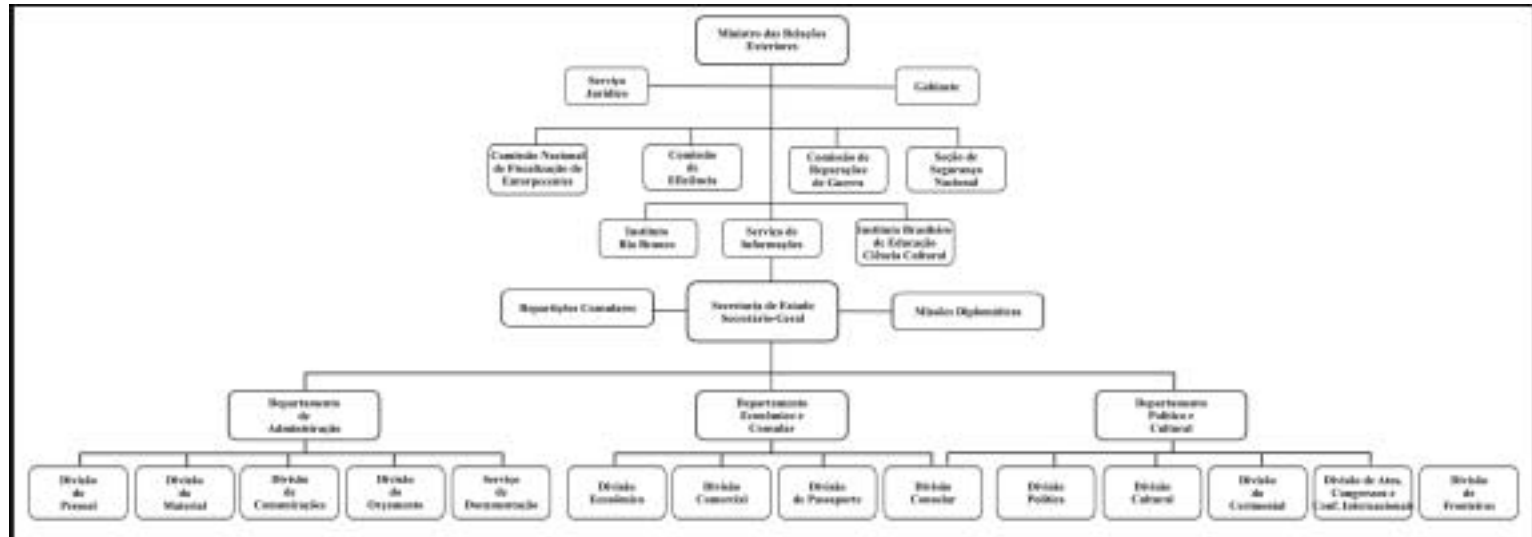 Ministro das Relações
Exteriores
Serviço
Jurídico
Gabinete
Comissão Nacional
de Fiscalização de
Entorpecentes
Comissão
de
Eficiência
Comissão de
Reparações
de Guerra
Seção de
Segurança
Nacional
Instituto
Rio Branco
Serviço de
Informações
Instituto Brasileiro
de Educação
Ciência Cultural
Repartições Consulares
Secretaria de Estado
Secretário-Geral
Missões Diplomáticas
Departamento
de
Administração
Departamento
Econômico e
Consular
Departamento
Político e
Cultural
Divisão
do
Pessoal
Divisão
do
Material
Divisão
de
Comunicações
Divisão
do
Orçamento
Serviço
de
Documentação
Divisão
Econômica
Divisão
Comercial
Divisão
de Passaporte
Divisão
Consular
Divisão
Política
Divisão
Cultural
Divisão
do
Cerimonial
Divisão de Atos,
Congressos e
Conf. Internacionais
Divisão
de
Fronteiras